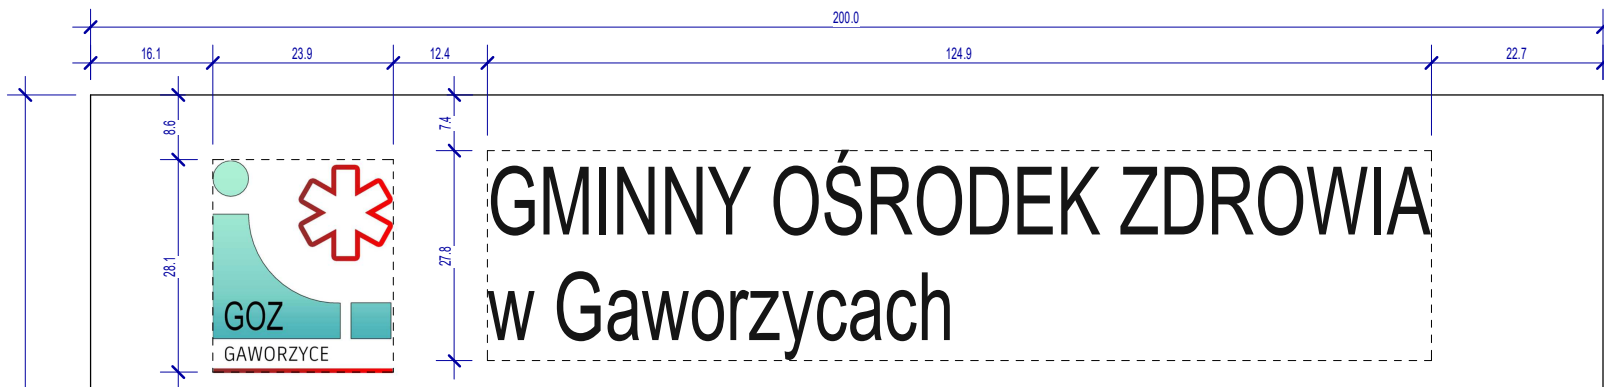 200.0
16.1 23.9 12.4 124.9 22.7
8.6
7.4
GMINNY OŚRODEK ZDROWIA
w Gaworzycach
28.1
27.8
GOZ
GAWORZYCE